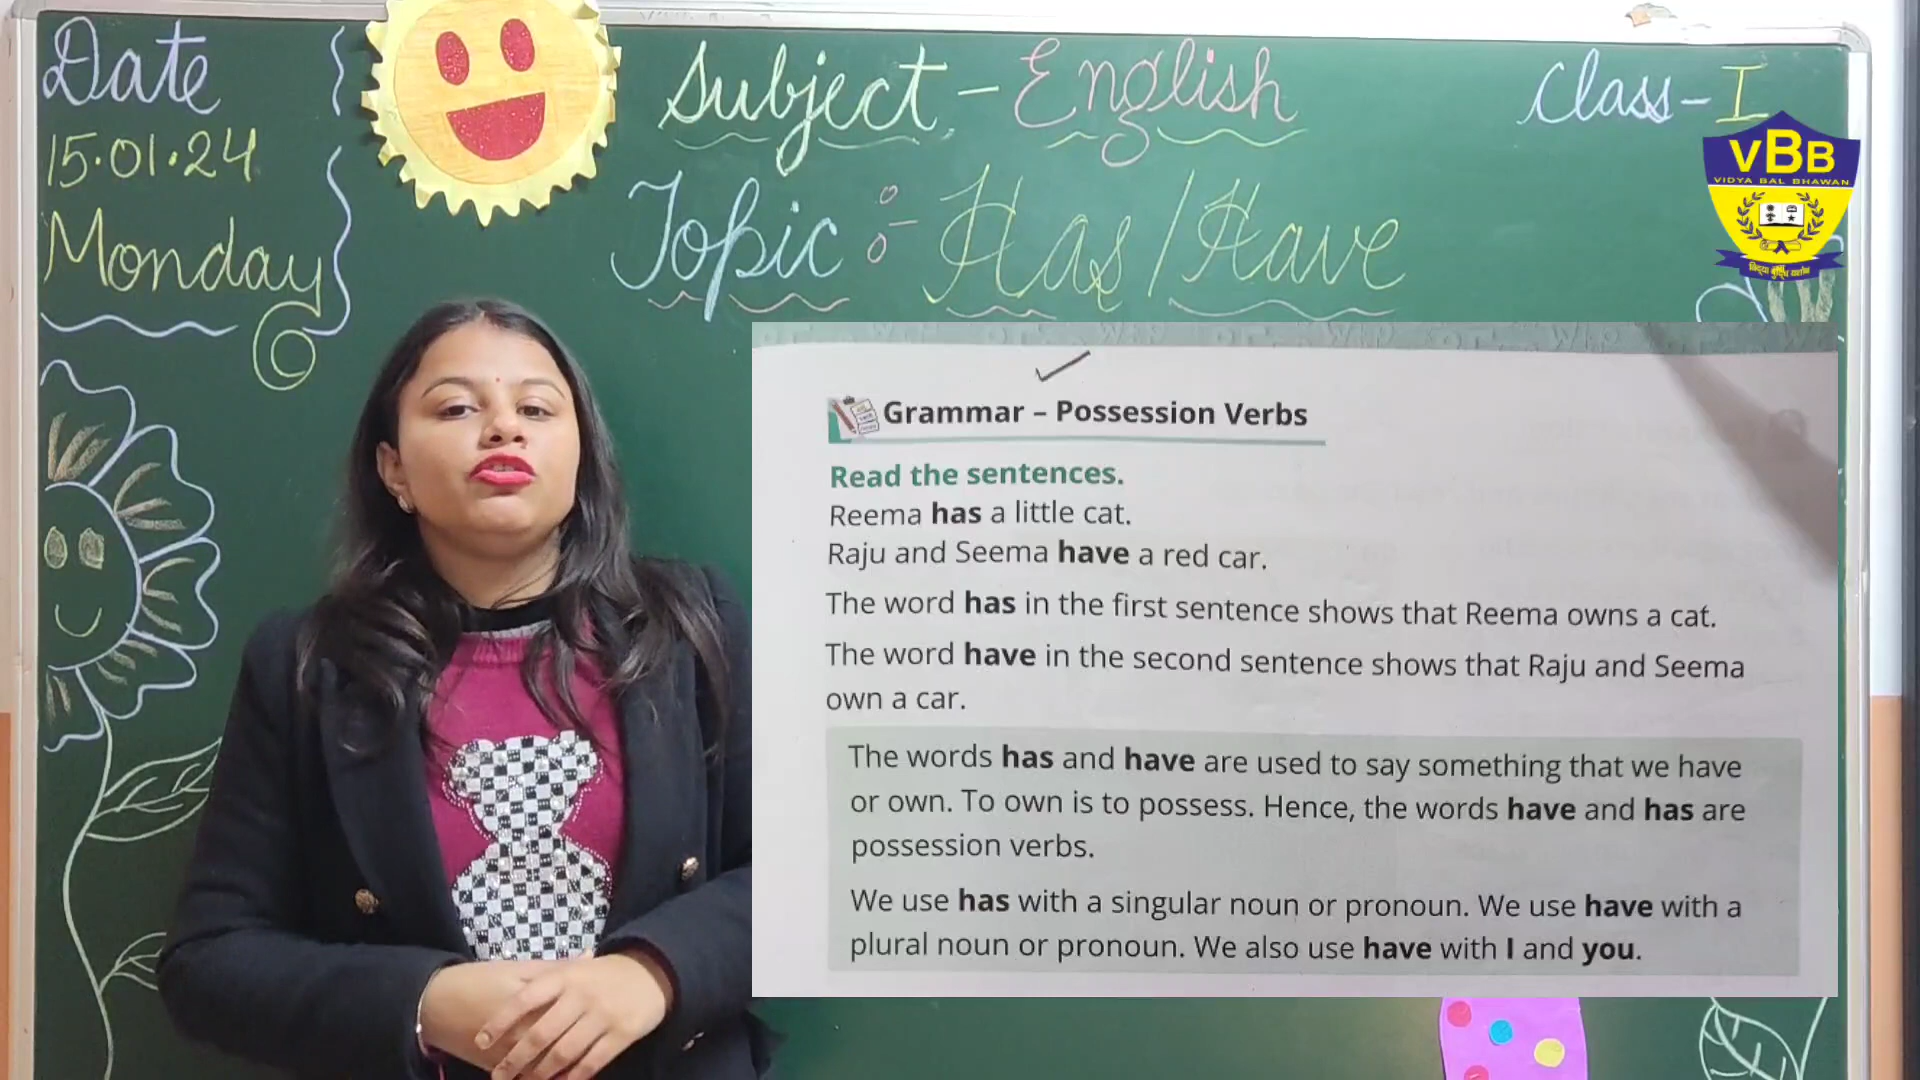 Date
15.01.24
Monday
Subject - English
Topic :- Has / Have
Class - I
VBB
VIDYA BAL BHAWAN
Grammar – Possession Verbs
Read the sentences.
Reema has a little cat.
Raju and Seema have a red car.
The word has in the first sentence shows that Reema owns a cat.
The word have in the second sentence shows that Raju and Seema
own a car.
The words has and have are used to say something that we have
or own. To own is to possess. Hence, the words have and has are
possession verbs.
We use has with a singular noun or pronoun. We use have with a
plural noun or pronoun. We also use have with I and you.